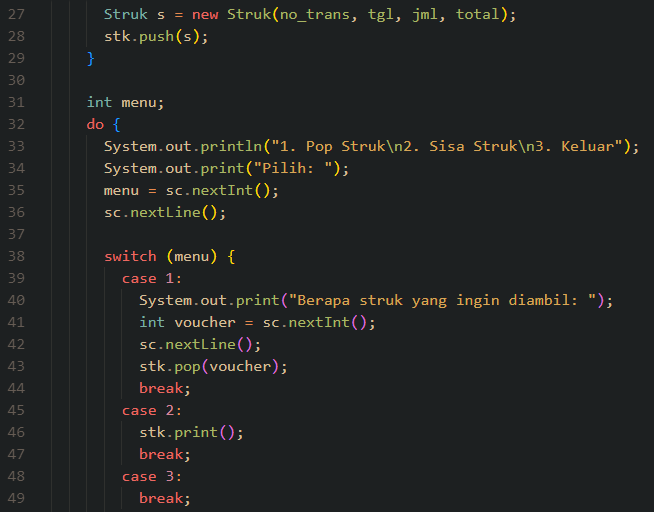 27 Struk s = new Struk(no_trans, tgl, jml, total);
28 stk.push(s);
29 }
30
31 int menu;
32 do {
33 System.out.println("1. Pop Struk\n2. Sisa Struk\n3. Keluar");
34 System.out.print("Pilih: ");
35 menu = sc.nextInt();
36 sc.nextLine();
37
38 switch (menu) {
39 case 1:
40 System.out.print("Berapa struk yang ingin diambil: ");
41 int voucher = sc.nextInt();
42 sc.nextLine();
43 stk.pop(voucher);
44 break;
45 case 2:
46 stk.print();
47 break;
48 case 3:
49 break;